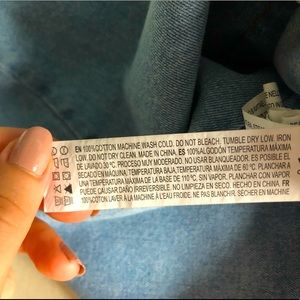 EN 100%COTTON MACHINE WASH COLD. DO NOT BLEACH. TUMBLE DRY LOW. IRON
LOW. DO NOT DRY CLEAN. MADE IN CHINA. ES 100%ALGODÓN TEMPERATURA MÁXIMA
DE LAVADO.30 ºC. PROCESO MUY MODERADO. NO USAR BLANQUEADOR. ES POSIBLE EL
SECADO EN MAQUINA. TEMPERATURA BAJA,TEMPERATURA MÁXIMA DE 60 ºC. PLANCHAR A
UNA TEMPERATURA MÁXIMA DE LA BASE DE 110 ºC, SIN VAPOR. PLANCHAR CON VAPOR
PUEDE CAUSAR DAÑO IRREVERSIBLE. NO LIMPIEZA EN SECO. HECHO EN CHINA. FR
100%COTON LAVER A LA MACHINE À L'EAU FROIDE. NE PAS BLANCHIR. SÉCHER EN MACHINE